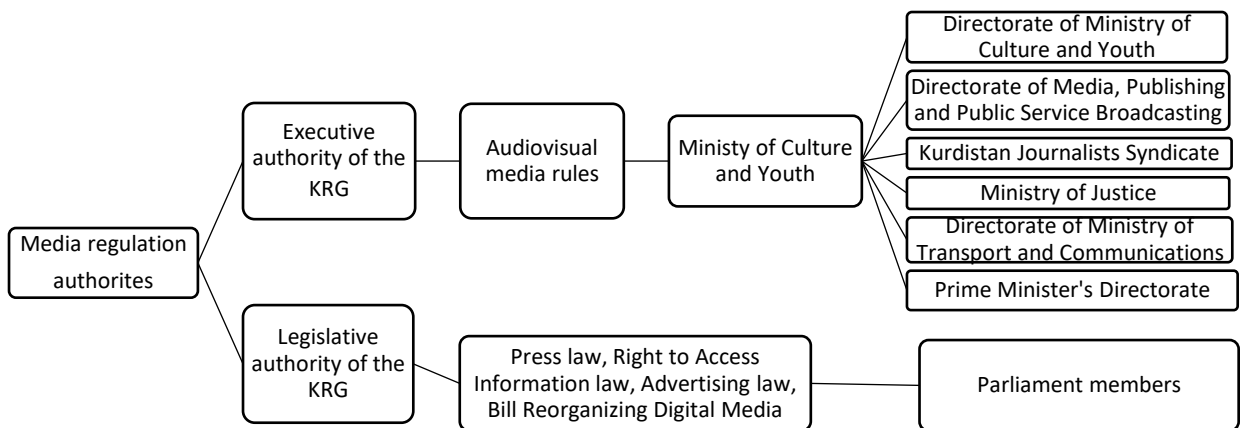 Media regulation
authorites
Executive
authority of the
KRG
Audiovisual
media rules
Ministy of Culture
and Youth
Directorate of Ministry of
Culture and Youth
Directorate of Media, Publishing
and Public Service Broadcasting
Kurdistan Journalists Syndicate
Ministry of Justice
Directorate of Ministry of
Transport and Communications
Prime Minister's Directorate
Legislative
authority of the
KRG
Press law, Right to Access
Information law, Advertising law,
Bill Reorganizing Digital Media
Parliament members